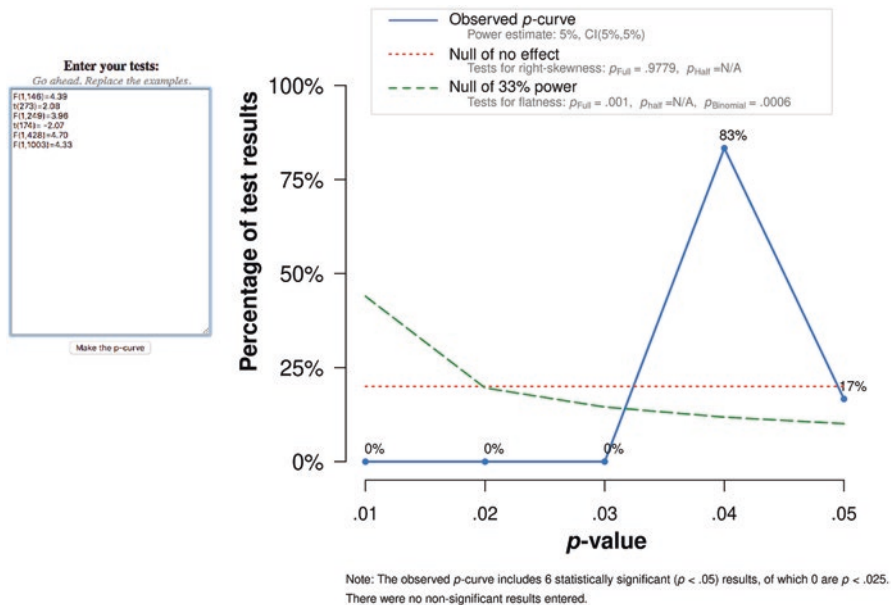 Enter your tests:
Go ahead. Replace the examples.
F(1,146)=4.39
t(273)=2.08
F(1,249)=3.96
t(174)= -2.07
F(1,428)=4.70
F(1,1003)=4.33
Make the p-curve
Observed p-curve
Power estimate: 5%, CI(5%,5%)
Null of no effect
Tests for right-skewness: pFull = .9779, pHalf =N/A
Null of 33% power
Tests for flatness: pFull = .001, phalf =N/A, pBinomial = .0006
Percentage of test results
100%
75%
50%
25%
0%
0%
0%
0%
83%
17%
.01
.02
.03
.04
.05
p-value
Note: The observed p-curve includes 6 statistically significant (p < .05) results, of which 0 are p < .025.
There were no non-significant results entered.